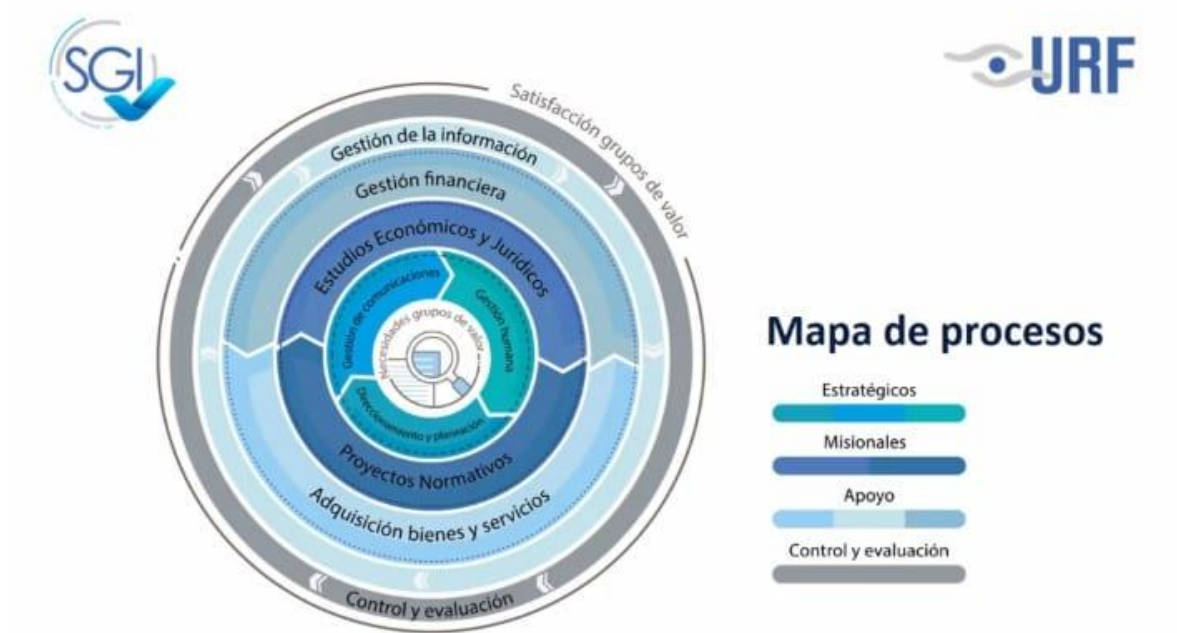 SGI
URF
Satisfacción grupos de valor
Gestión de la información
Gestión financiera
Estudios Económicos y Jurídicos
Gestión de comunicaciones
Gestión humana
Necesidades grupos de valor
Direccionamiento y planeación
Proyectos Normativos
Adquisición bienes y servicios
Control y evaluación
Mapa de procesos
Estratégicos
Misionales
Apoyo
Control y evaluación